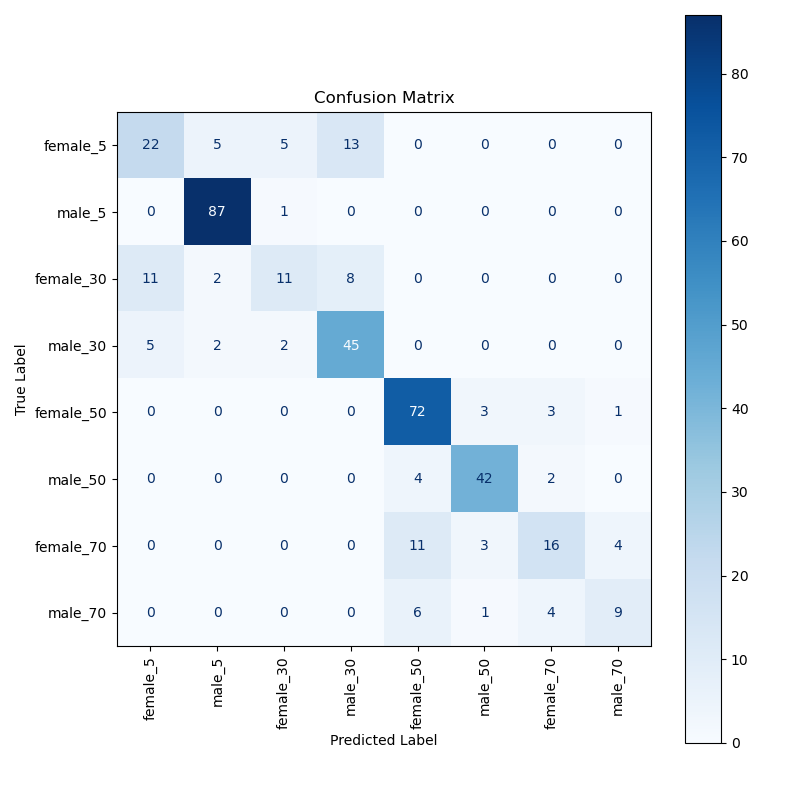 Confusion Matrix
True Label
female_5 22 5 5 13 0 0 0 0
male_5 0 87 1 0 0 0 0 0
female_30 11 2 11 8 0 0 0 0
male_30 5 2 2 45 0 0 0 0
female_50 0 0 0 0 72 3 3 1
male_50 0 0 0 0 4 42 2 0
female_70 0 0 0 0 11 3 16 4
male_70 0 0 0 0 6 1 4 9
female_5 male_5 female_30 male_30 female_50 male_50 female_70 male_70
Predicted Label
80
70
60
50
40
30
20
10
0